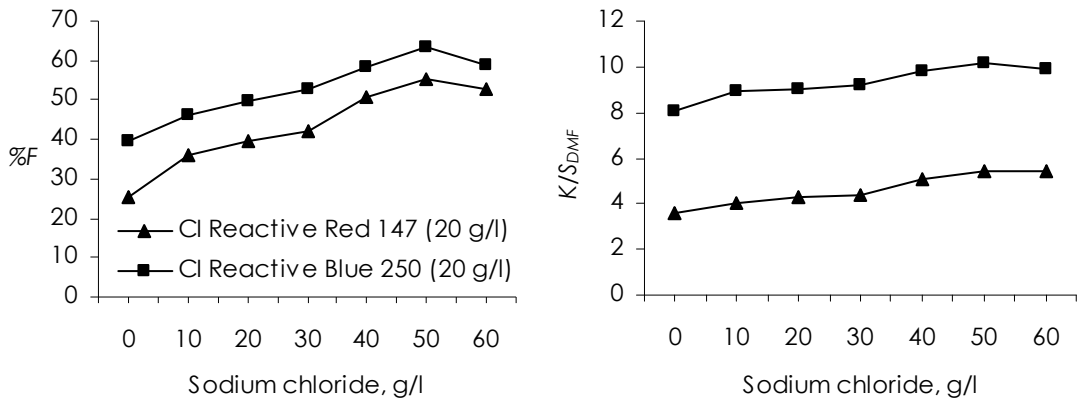 70
60
50
40
30
20
10
0
%F
CI Reactive Red 147 (20 g/l)
CI Reactive Blue 250 (20 g/l)
0 10 20 30 40 50 60
Sodium chloride, g/l
12
10
8
6
4
2
0
K/S_DMF
0 10 20 30 40 50 60
Sodium chloride, g/l